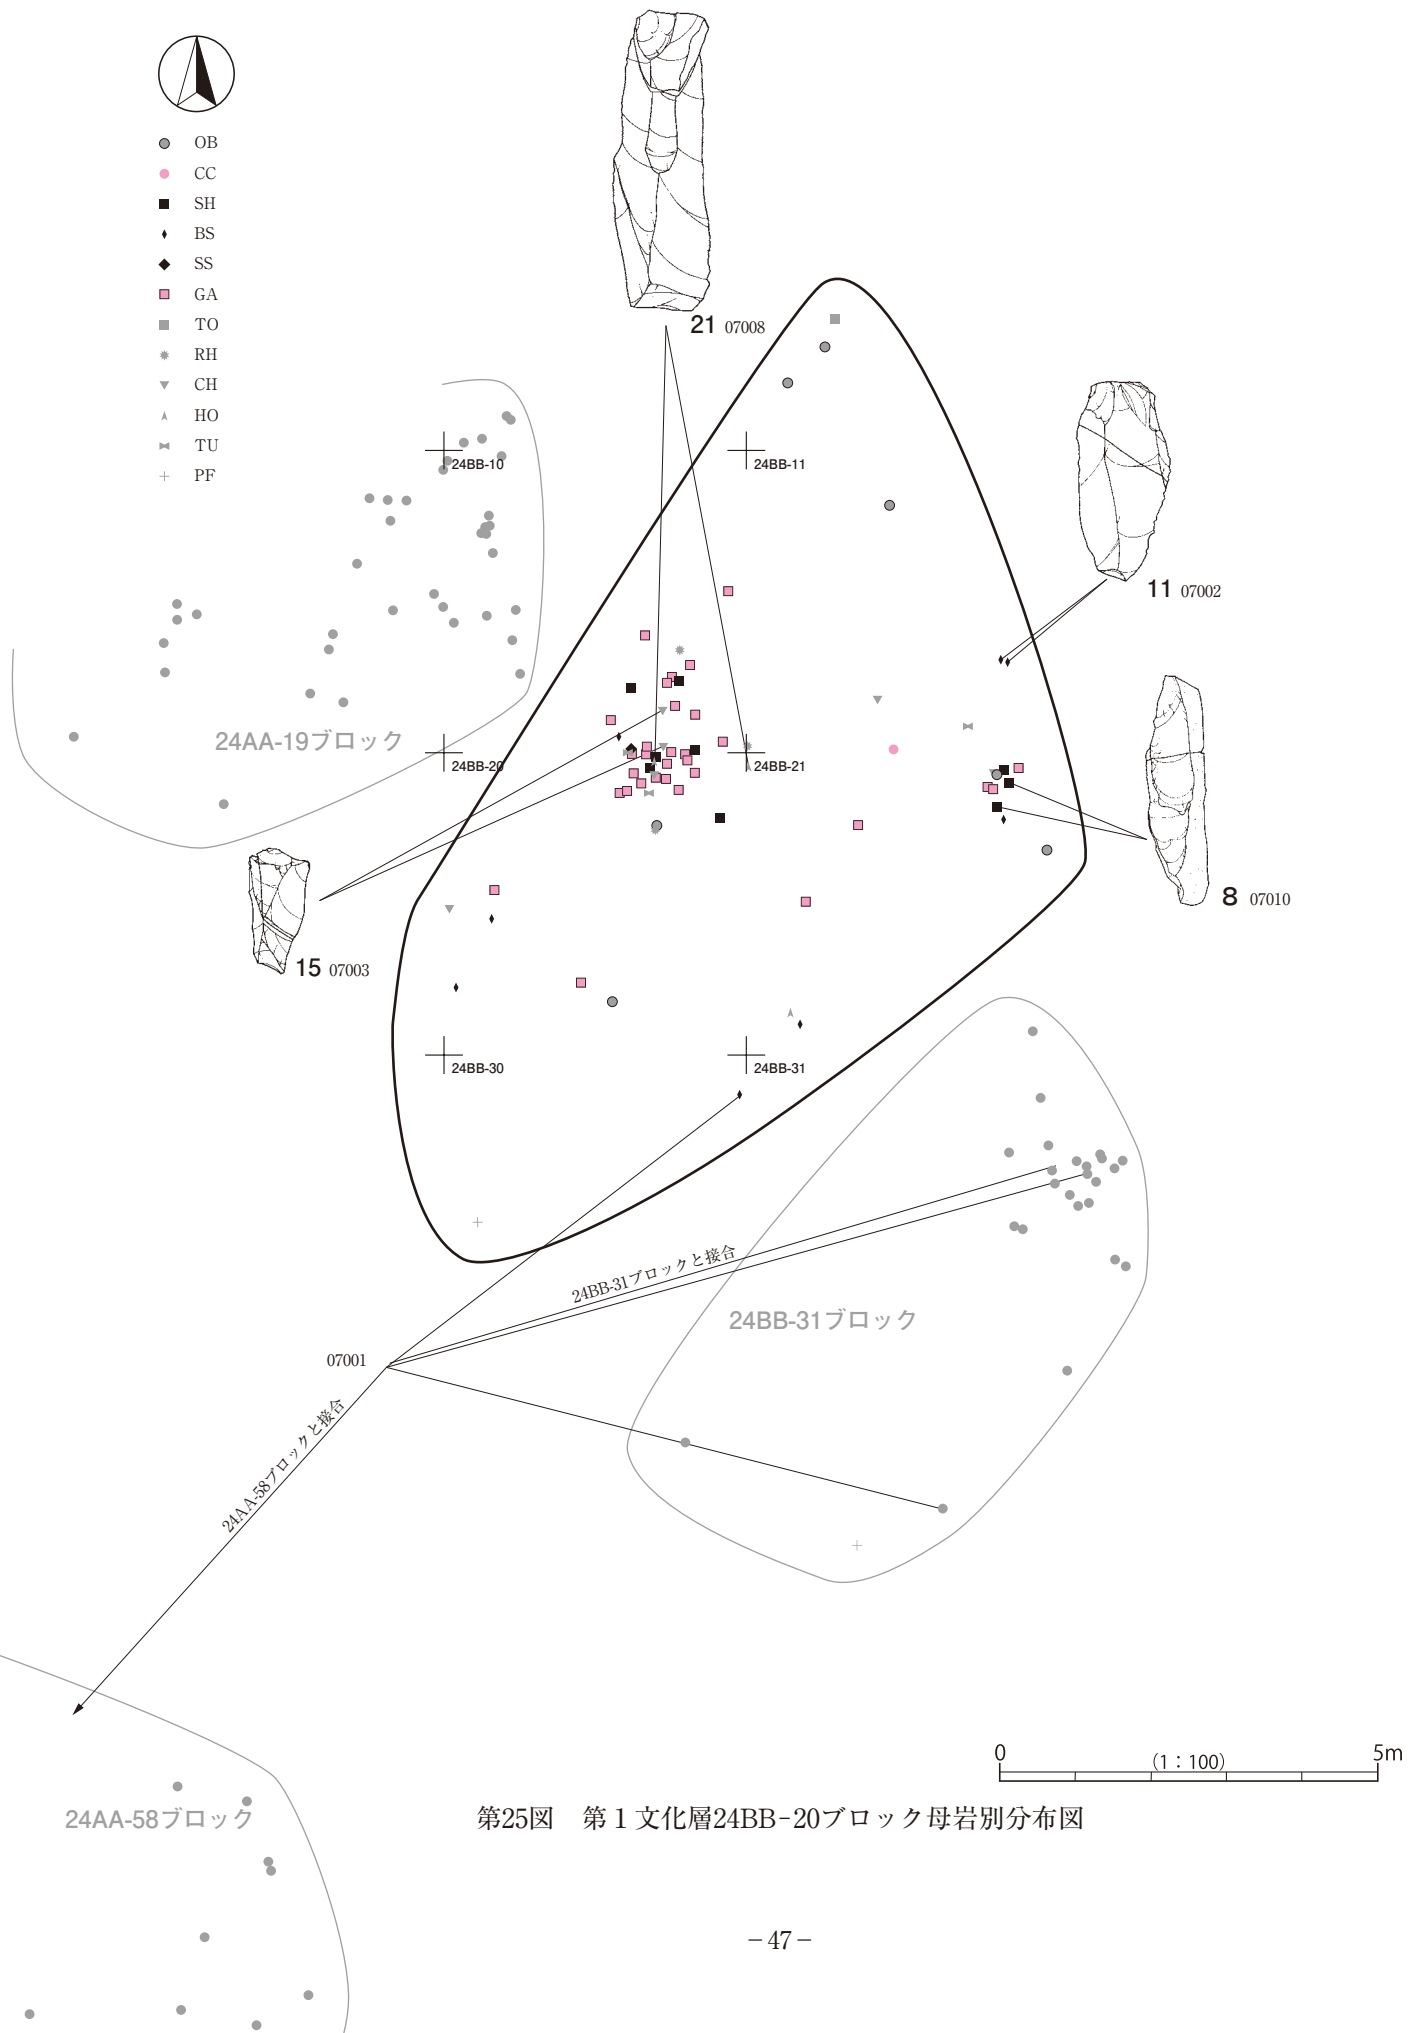 OB
CC
SH
BS
SS
GA
TO
RH
CH
HO
TU
PF
21 07008
24BB-10
24BB-11
11 07002
24AA-19ブロック
24BB-20
24BB-21
8 07010
15 07003
24BB-30
24BB-31
24BB-31ブロックと接合
24BB-31ブロック
07001
24AA-58ブロックと接合
0 (1：100) 5m
24AA-58ブロック
第25図　第１文化層24BB-20ブロック母岩別分布図
－47－